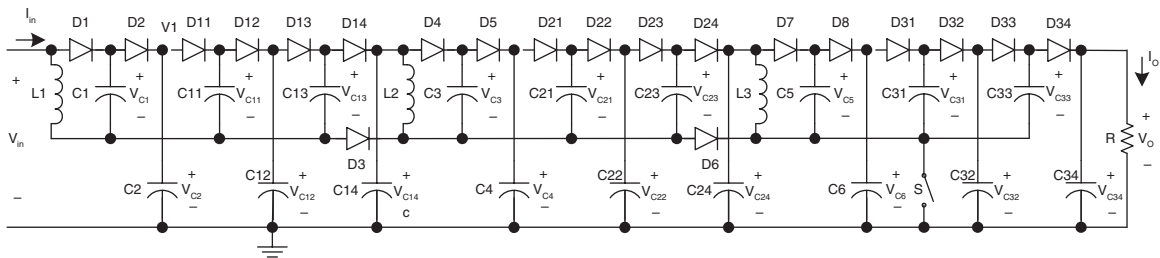 I_in D1 D2 V1 D11 D12 D13 D14 D4 D5 D21 D22 D23 D24 D7 D8 D31 D32 D33 D34 I_O
+ L1 C1 + V_C1 – C11 + V_C11 – C13 + V_C13 – L2 C3 + V_C3 – C21 + V_C21 – C23 + V_C23 – L3 C5 + V_C5 – C31 + V_C31 – C33 + V_C33 –
V_in D3 D6 R + V_O –
– C2 + V_C2 – C12 + V_C12 – C14 + V_C14 – c C4 + V_C4 – C22 + V_C22 – C24 + V_C24 – C6 + V_C6 – S C32 + V_C32 – C34 + V_C34 –